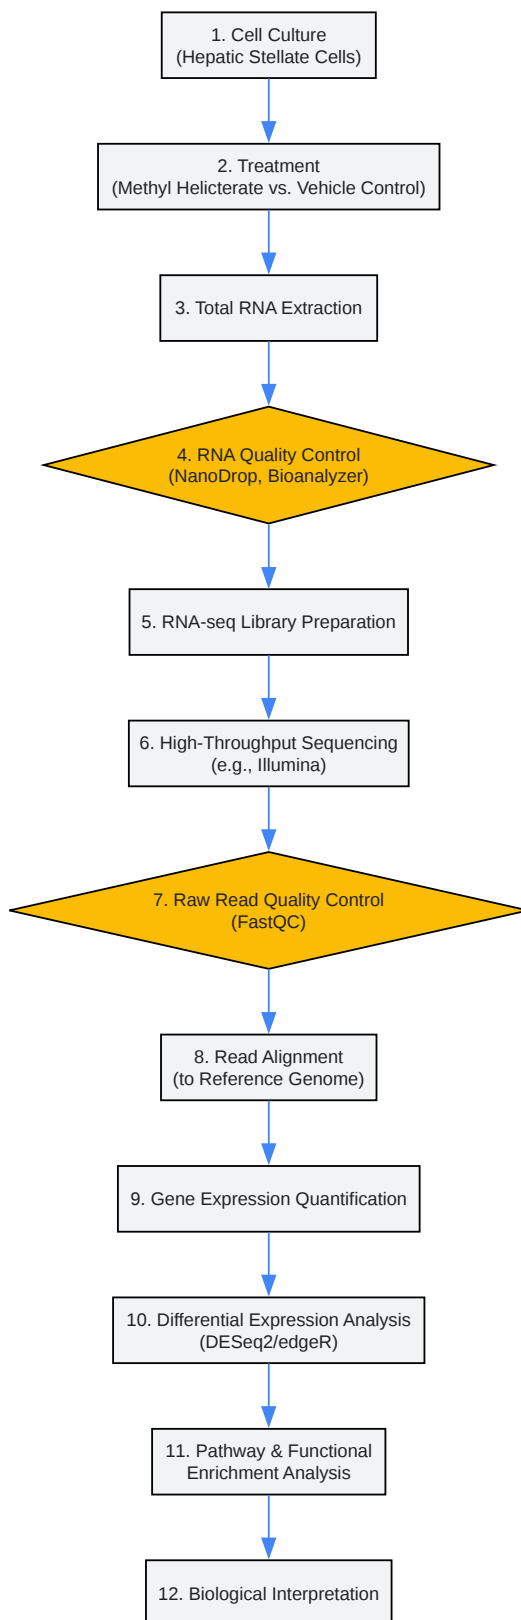 1. Cell Culture
(Hepatic Stellate Cells)
2. Treatment
(Methyl Helicterate vs. Vehicle Control)
3. Total RNA Extraction
4. RNA Quality Control
(NanoDrop, Bioanalyzer)
5. RNA-seq Library Preparation
6. High-Throughput Sequencing
(e.g., Illumina)
7. Raw Read Quality Control
(FastQC)
8. Read Alignment
(to Reference Genome)
9. Gene Expression Quantification
10. Differential Expression Analysis
(DESeq2/edgeR)
11. Pathway & Functional
Enrichment Analysis
12. Biological Interpretation